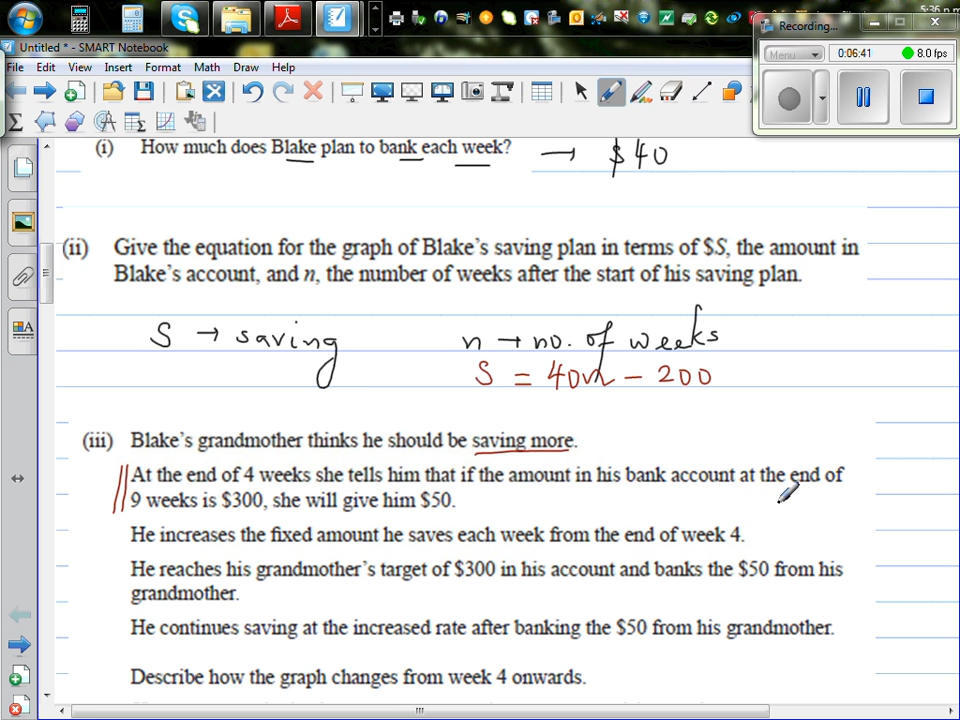 5:36 p.m
Recording...
Untitled * - SMART Notebook
Menu
0:06:41
8.0 fps
File Edit View Insert Format Math Draw Help
(i) How much does Blake plan to bank each week? → $40
(ii) Give the equation for the graph of Blake's saving plan in terms of $S, the amount in
Blake's account, and n, the number of weeks after the start of his saving plan.
S → saving n → no. of weeks
S = 40n - 200
(iii) Blake's grandmother thinks he should be saving more.
At the end of 4 weeks she tells him that if the amount in his bank account at the end of
9 weeks is $300, she will give him $50.
He increases the fixed amount he saves each week from the end of week 4.
He reaches his grandmother's target of $300 in his account and banks the $50 from his
grandmother.
He continues saving at the increased rate after banking the $50 from his grandmother.
Describe how the graph changes from week 4 onwards.